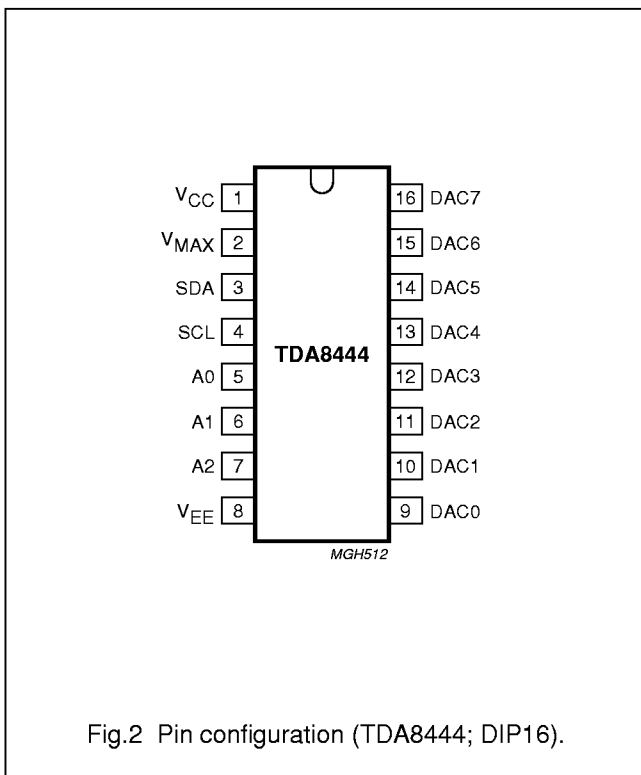 VCC 1 16 DAC7
VMAX 2 15 DAC6
SDA 3 14 DAC5
SCL 4 13 DAC4
TDA8444
A0 5 12 DAC3
A1 6 11 DAC2
A2 7 10 DAC1
VEE 8 9 DAC0
MGH512
Fig.2 Pin configuration (TDA8444; DIP16).